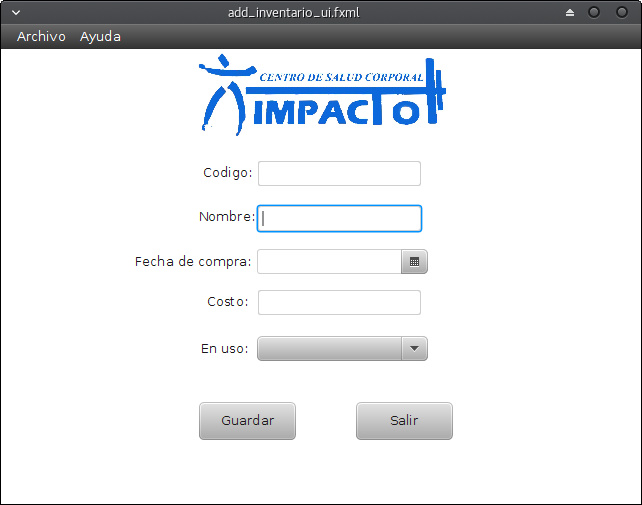 add_inventario_ui.fxml
Archivo Ayuda
CENTRO DE SALUD CORPORAL
IMPACTO
Codigo:
Nombre:
Fecha de compra:
Costo:
En uso:
Guardar Salir